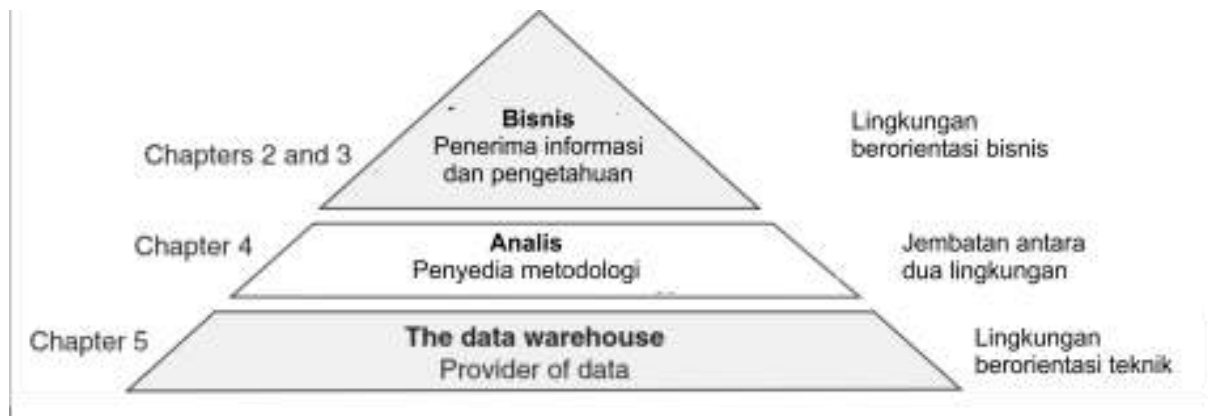 Bisnis
Penerima informasi
dan pengetahuan
Chapters 2 and 3
Lingkungan
berorientasi bisnis
Chapter 4
Analis
Penyedia metodologi
Jembatan antara
dua lingkungan
Chapter 5
The data warehouse
Provider of data
Lingkungan
berorientasi teknik